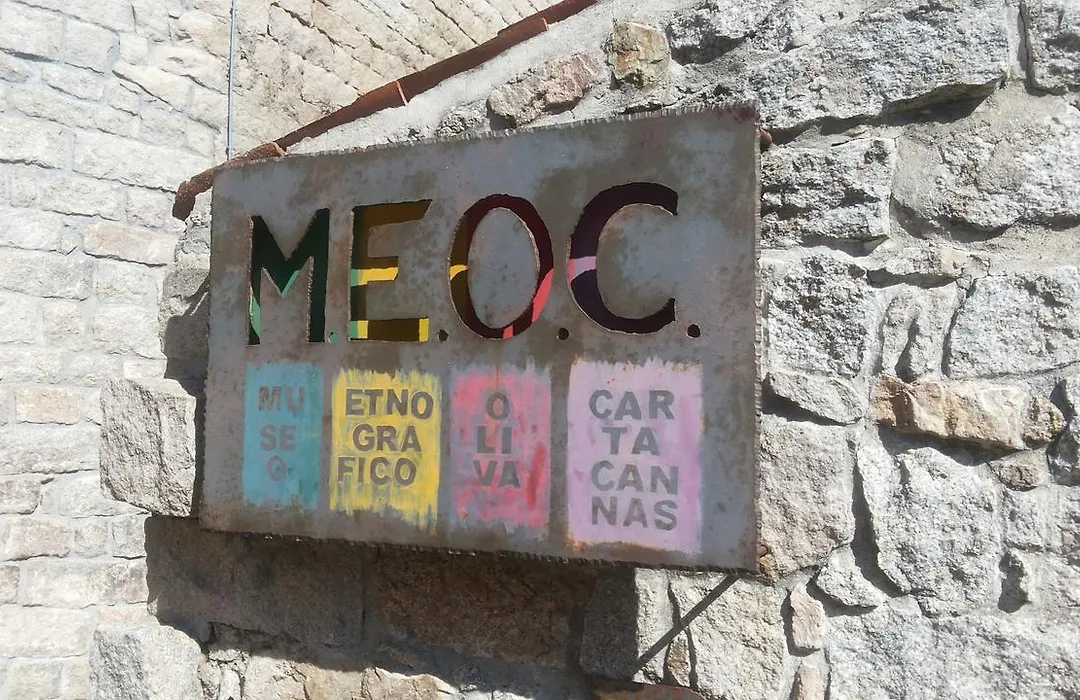 M.E.O.C.
MU
SE
O
ETNO
GRA
FICO
O
LI
VA
CAR
TA
CAN
NAS